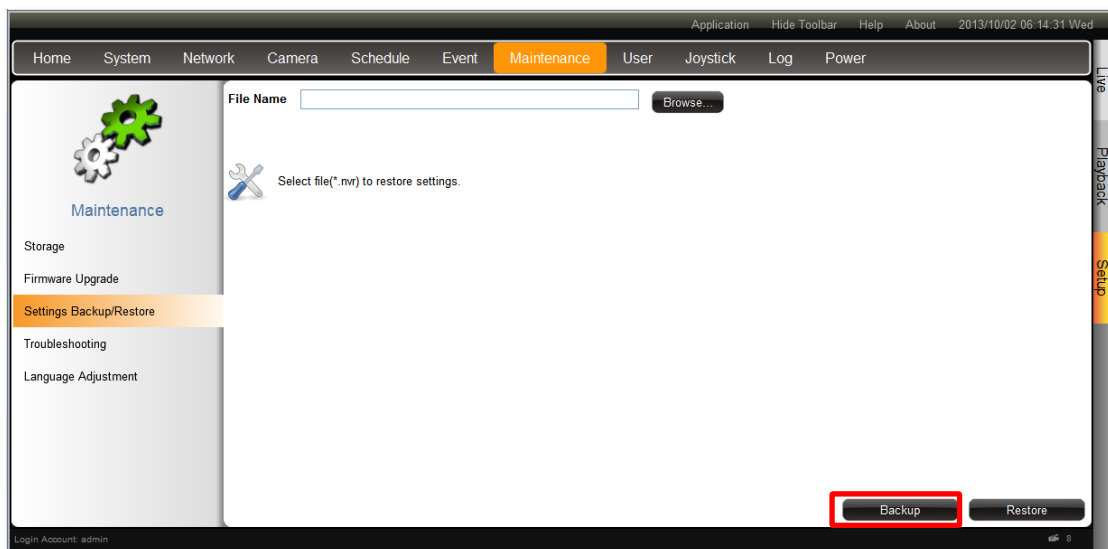 Application Hide Toolbar Help About 2013/10/02 06:14:31 Wed
Home System Network Camera Schedule Event Maintenance User Joystick Log Power
Live
Playback
Setup
File Name Browse...
Select file(*.nvr) to restore settings.
Maintenance
Storage
Firmware Upgrade
Settings Backup/Restore
Troubleshooting
Language Adjustment
Backup Restore
Login Account: admin 8